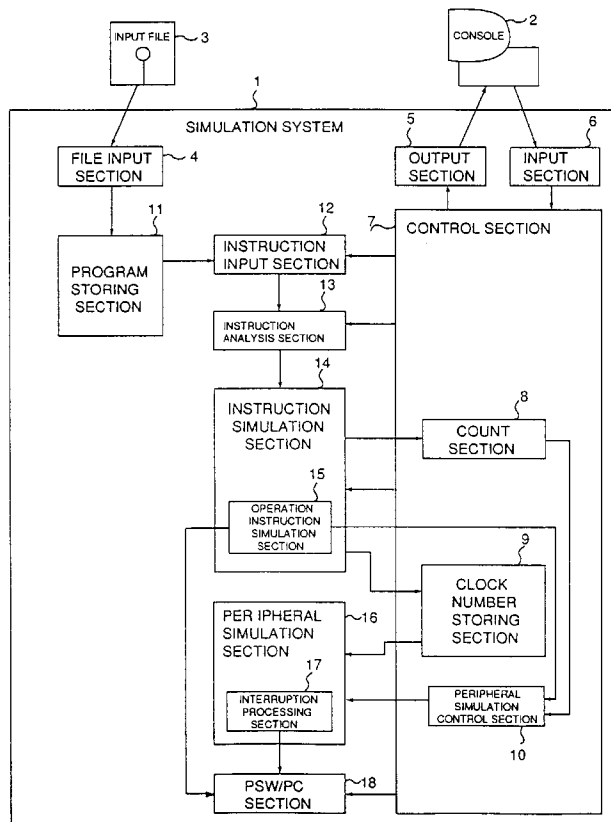 INPUT FILE
3
CONSOLE
2
1
SIMULATION SYSTEM
FILE INPUT
SECTION
4
5
OUTPUT
SECTION
6
INPUT
SECTION
11
PROGRAM
STORING
SECTION
12
INSTRUCTION
INPUT SECTION
7
CONTROL SECTION
13
INSTRUCTION
ANALYSIS SECTION
14
INSTRUCTION
SIMULATION
SECTION
8
COUNT
SECTION
15
OPERATION
INSTRUCTION
SIMULATION
SECTION
9
CLOCK
NUMBER
STORING
SECTION
PER IPHERAL
SIMULATION
SECTION
16
17
INTERRUPTION
PROCESSING
SECTION
PERIPHERAL
SIMULATION
CONTROL SECTION
10
PSW/PC
SECTION
18